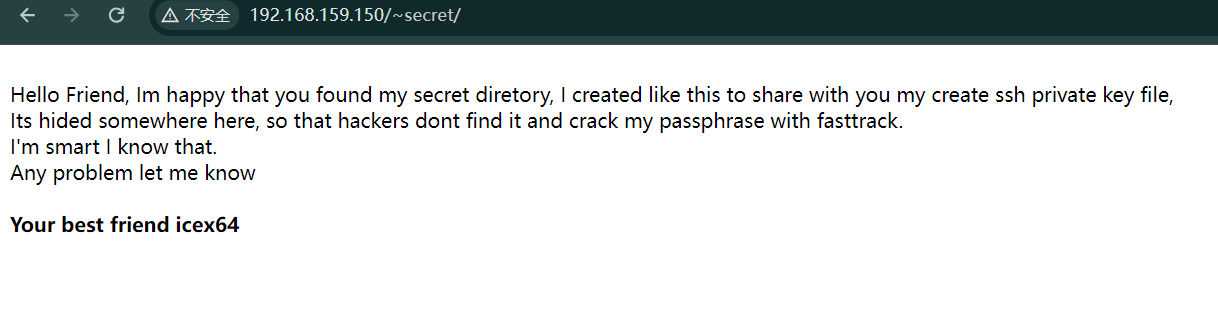 不安全 192.168.159.150/~secret/
Hello Friend, Im happy that you found my secret diretory, I created like this to share with you my create ssh private key file,
Its hided somewhere here, so that hackers dont find it and crack my passphrase with fasttrack.
I'm smart I know that.
Any problem let me know
Your best friend icex64